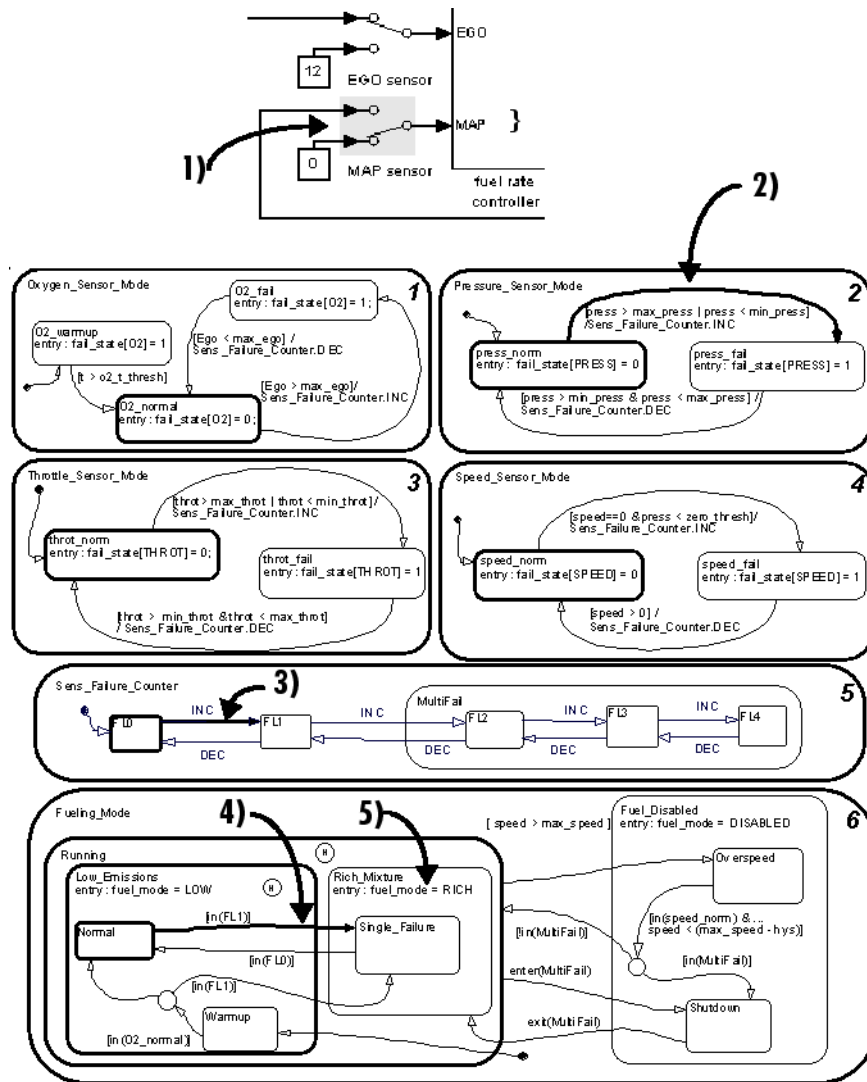 EGO
12
EGO sensor
1)
MAP }
0
MAP sensor
fuel rate
controller
2)
Oxygen_Sensor_Mode
1
O2_fail
entry: fail_state[O2] = 1;
O2_warmup
entry: fail_state[O2] = 1
[Ego < max_ego] /
Sens_Failure_Counter.DEC
[t > o2_t_thresh]
[Ego > max_ego]/
Sens_Failure_Counter.INC
O2_normal
entry: fail_state[O2] = 0;
Pressure_Sensor_Mode
2
[press > max_press | press < min_press]
/Sens_Failure_Counter.INC
press_norm
entry: fail_state[PRESS] = 0
press_fail
entry: fail_state[PRESS] = 1
[press > min_press & press < max_press] /
Sens_Failure_Counter.DEC
Throttle_Sensor_Mode
3
[throt > max_throt | throt < min_throt]/
Sens_Failure_Counter.INC
throt_norm
entry: fail_state[THROT] = 0;
throt_fail
entry: fail_state[THROT] = 1
[throt > min_throt &throt < max_throt]
/ Sens_Failure_Counter.DEC
Speed_Sensor_Mode
4
[speed==0 &press < zero_thresh]/
Sens_Failure_Counter.INC
speed_norm
entry: fail_state[SPEED] = 0
speed_fail
entry: fail_state[SPEED] = 1
[speed > 0] /
Sens_Failure_Counter.DEC
Sens_Failure_Counter
3)
5
MultiFail
FL0
INC
DEC
FL1
INC
DEC
FL2
INC
DEC
FL3
INC
DEC
FL4
Fueling_Mode
4)
5)
6
[ speed > max_speed ]
Fuel_Disabled
entry: fuel_mode = DISABLED
Running
H
Low_Emissions
entry: fuel_mode = LOW
H
Rich_Mixture
entry: fuel_mode = RICH
Overspeed
Normal
[in(FL1)]
Single_Failure
[in(FL0)]
[in(FL1)]
Warmup
[in(O2_normal)]
[!in(MultiFail)]
[in(speed_norm) & ...
speed < (max_speed - hys)]
[in(MultiFail)]
enter(MultiFail)
Shutdown
exit(MultiFail)